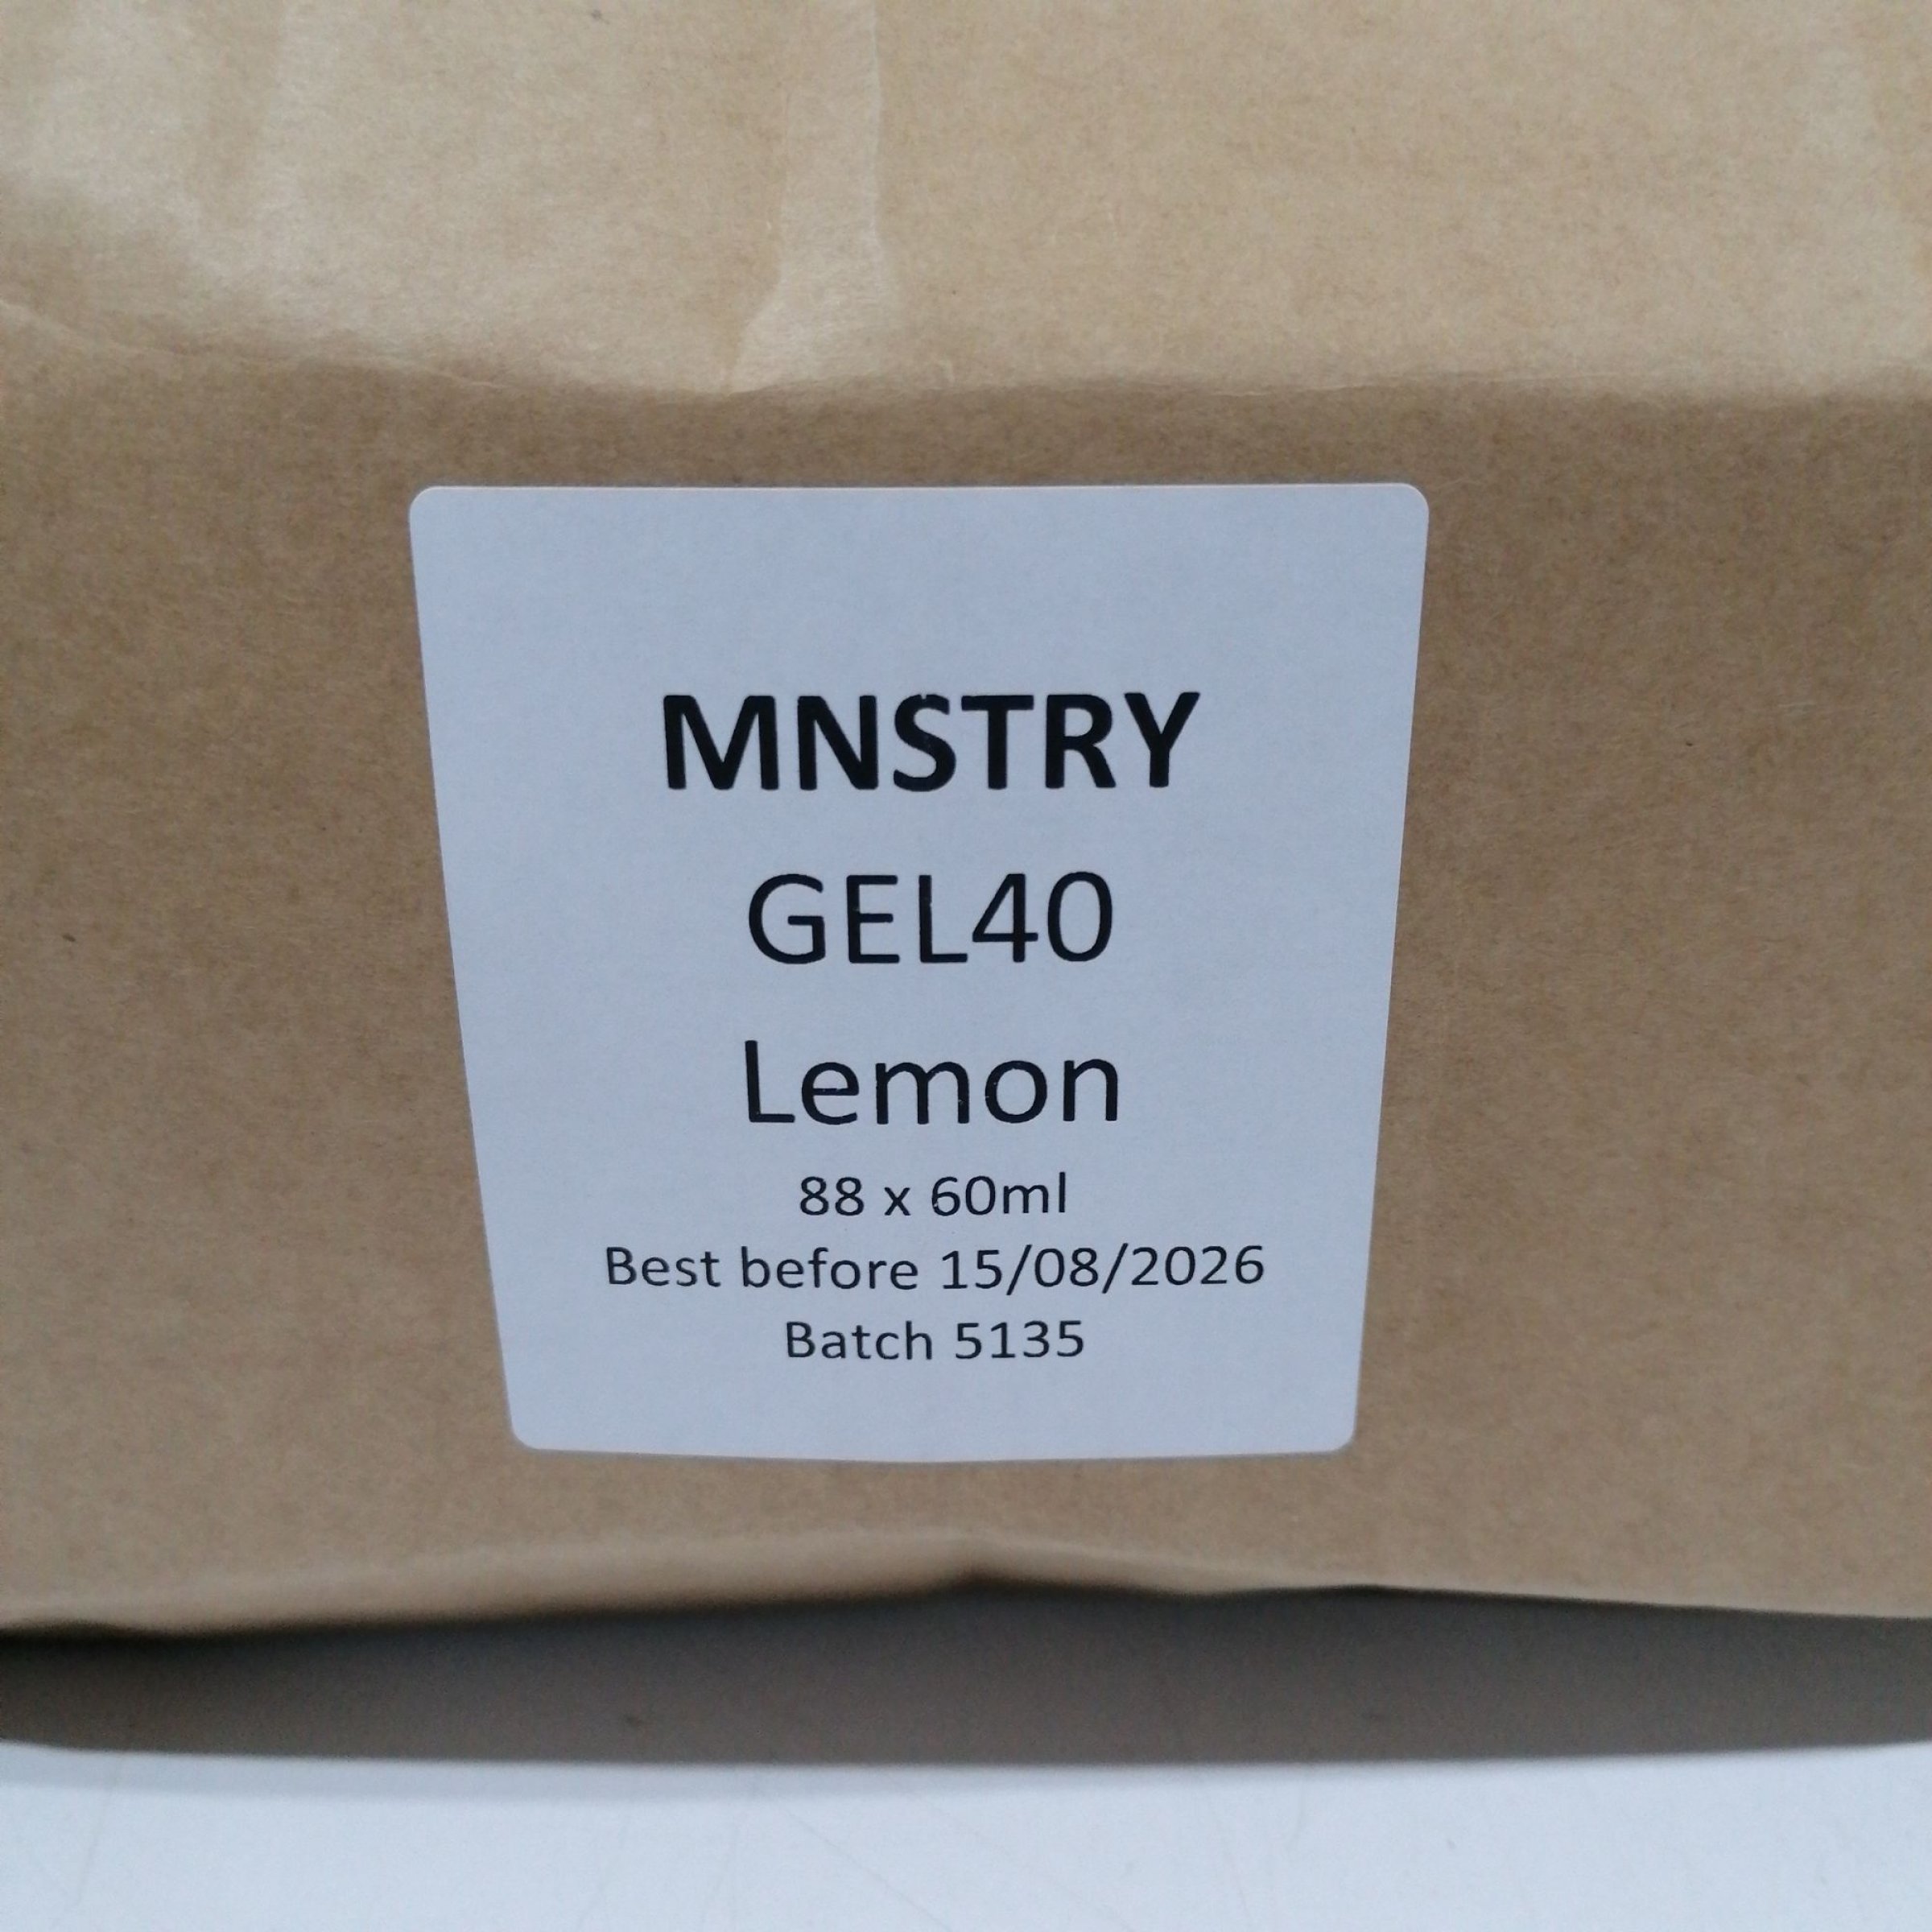 MNSTRY
GEL40
Lemon
88 x 60ml
Best before 15/08/2026
Batch 5135